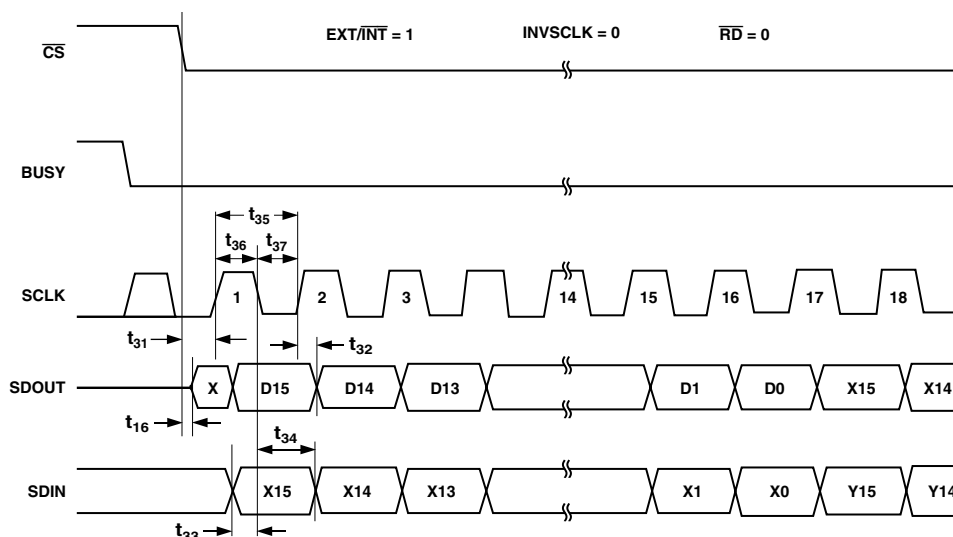 EXT/INT = 1 INVSCLK = 0 RD = 0
CS
BUSY
t35
t36 t37
SCLK 1 2 3 14 15 16 17 18
t31 t32
SDOUT X D15 D14 D13 D1 D0 X15 X14
t16 t34
SDIN X15 X14 X13 X1 X0 Y15 Y14
t33